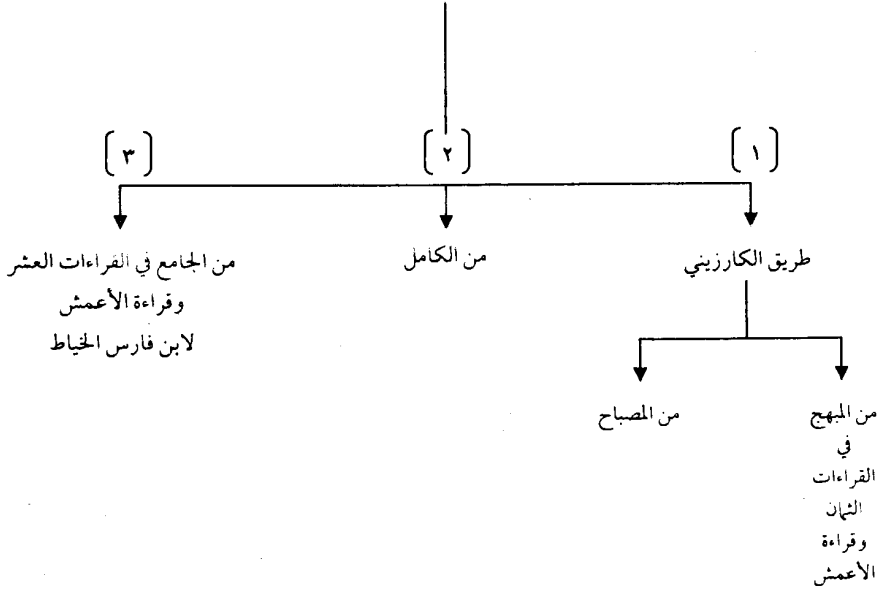 [ ١ ]
[ ٢ ]
[ ٣ ]
طريق الكارزيني
من الكامل
من الجامع في القراءات العشر
وقراءة الأعمش
لابن فارس الخياط
من المبهج
في
القراءات
الثمان
وقراءة
الأعمش
من المصباح